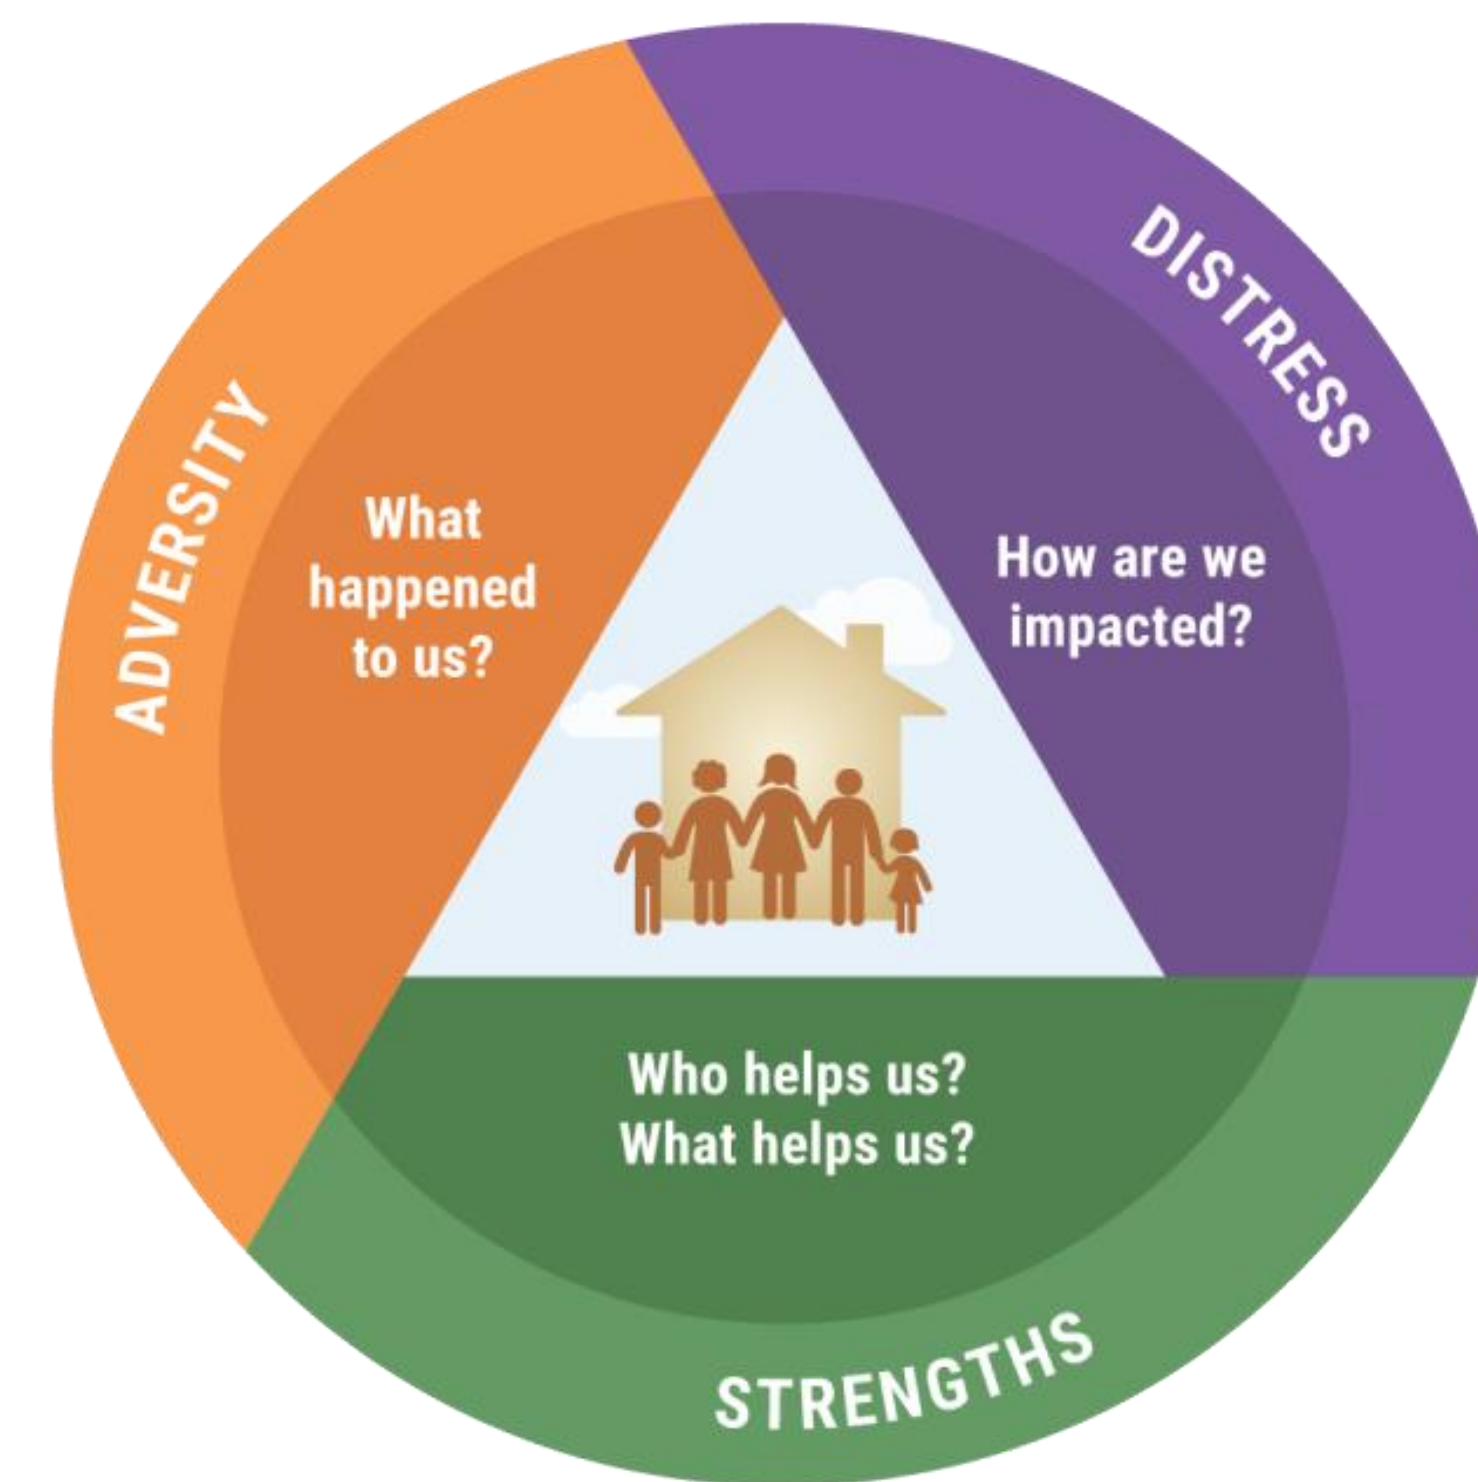 ADVERSITY
What
happened
to us?
DISTRESS
How are we
impacted?
Who helps us?
What helps us?
STRENGTHS